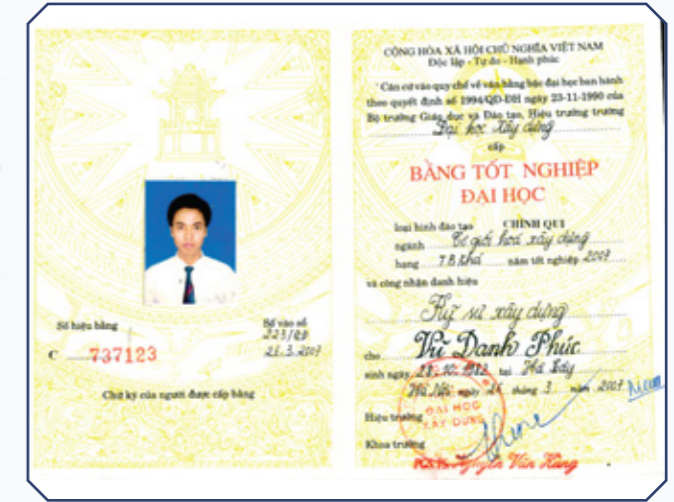 Số hiệu bằng
C 737123
Số vào sổ
21.3.2007
Chữ ký của người được cấp bằng
CỘNG HÒA XÃ HỘI CHỦ NGHĨA VIỆT NAM
Độc lập - Tự do - Hạnh phúc
Căn cứ vào quy chế về văn bằng bậc đại học ban hành
theo quyết định số 1994/QD-ĐH ngày 23-11-1990 của
Bộ trưởng Giáo dục và Đào tạo, Hiệu trưởng trường
Đại học Xây dựng
cấp
BẰNG TỐT NGHIỆP
ĐẠI HỌC
loại hình đào tạo CHÍNH QUI
ngành Cơ giới hoá xây dựng
hạng T.B.Khá năm tốt nghiệp 2007
và công nhận danh hiệu
Kỹ sư xây dựng
cho Vũ Danh Phúc
sinh ngày tại Hà Tây
Hà Nội ngày 26 tháng 3 năm 2007
Hiệu trưởng
ĐẠI HỌC
XÂY DỰNG
Khoa trưởng
PGS.TS. Nguyễn Văn Hùng